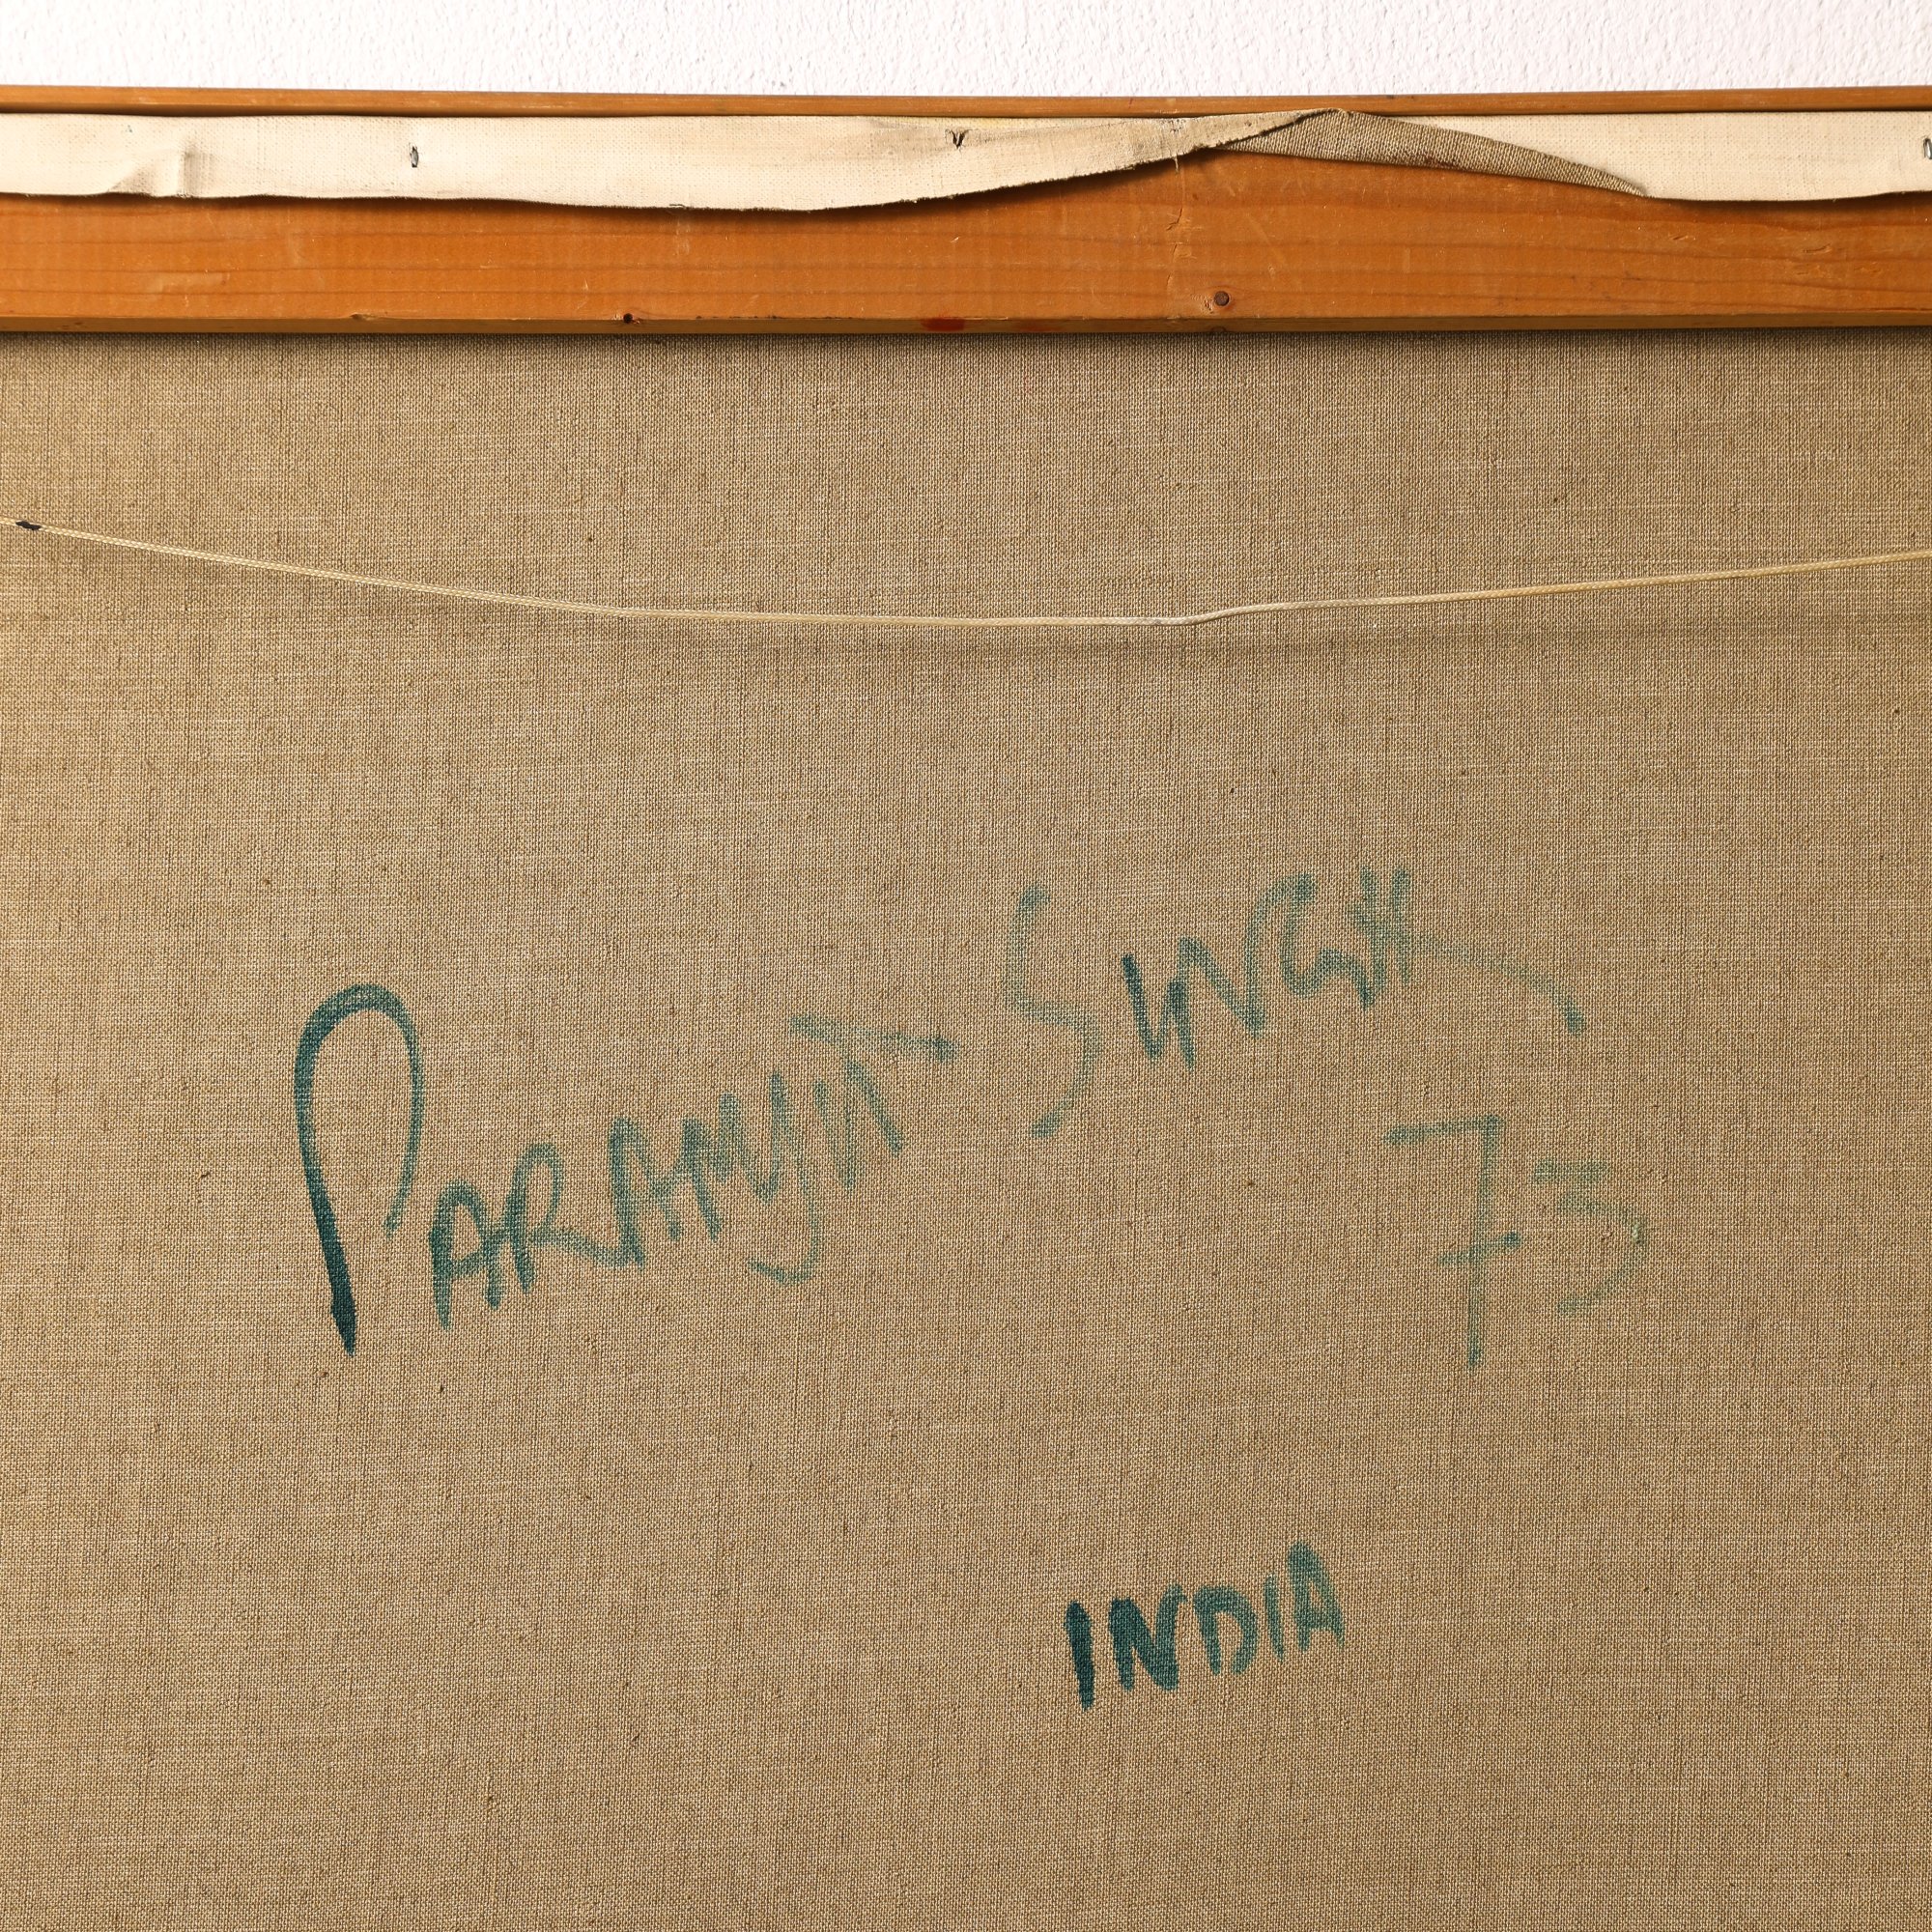 PARAMJIT SINGH
73
INDIA